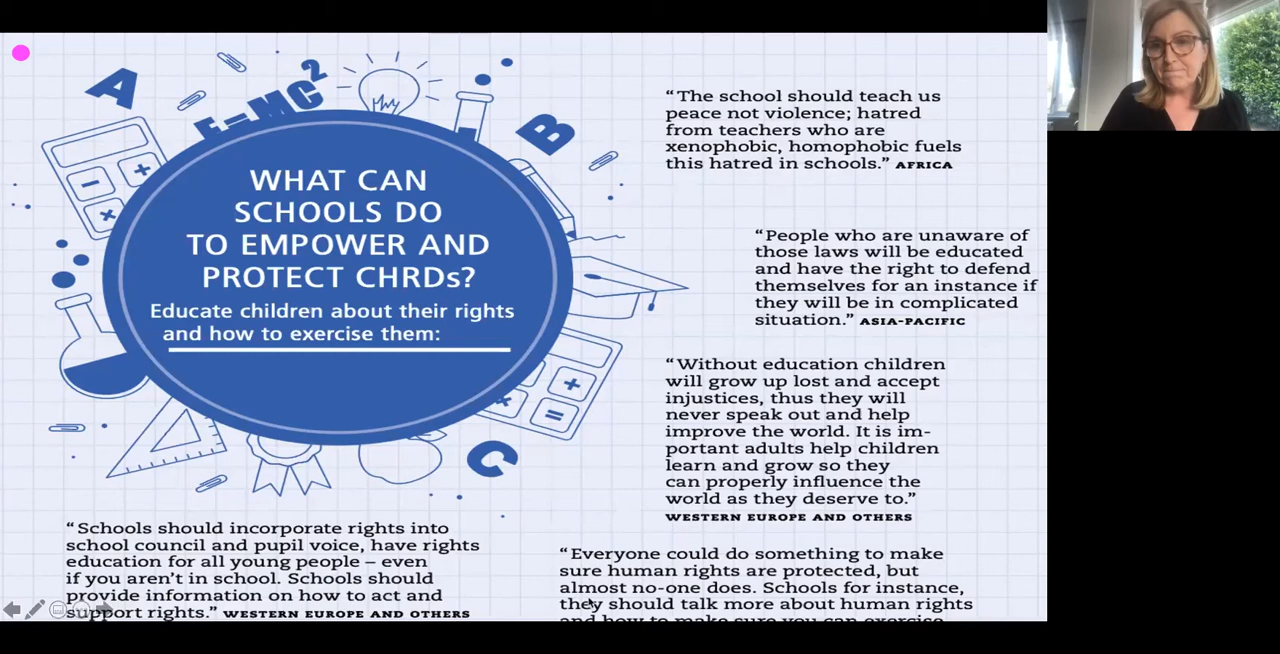 A
E=MC2
B
WHAT CAN
SCHOOLS DO
TO EMPOWER AND
PROTECT CHRDs?
Educate children about their rights
and how to exercise them:
C
“The school should teach us
peace not violence; hatred
from teachers who are
xenophobic, homophobic fuels
this hatred in schools.” AFRICA
“People who are unaware of
those laws will be educated
and have the right to defend
themselves for an instance if
they will be in complicated
situation.” ASIA-PACIFIC
“Without education children
will grow up lost and accept
injustices, thus they will
never speak out and help
improve the world. It is im-
portant adults help children
learn and grow so they
can properly influence the
world as they deserve to.”
WESTERN EUROPE AND OTHERS
“Schools should incorporate rights into
school council and pupil voice, have rights
education for all young people – even
if you aren’t in school. Schools should
provide information on how to act and
support rights.” WESTERN EUROPE AND OTHERS
“Everyone could do something to make
sure human rights are protected, but
almost no-one does. Schools for instance,
they should talk more about human rights
and how to make sure you can exercise